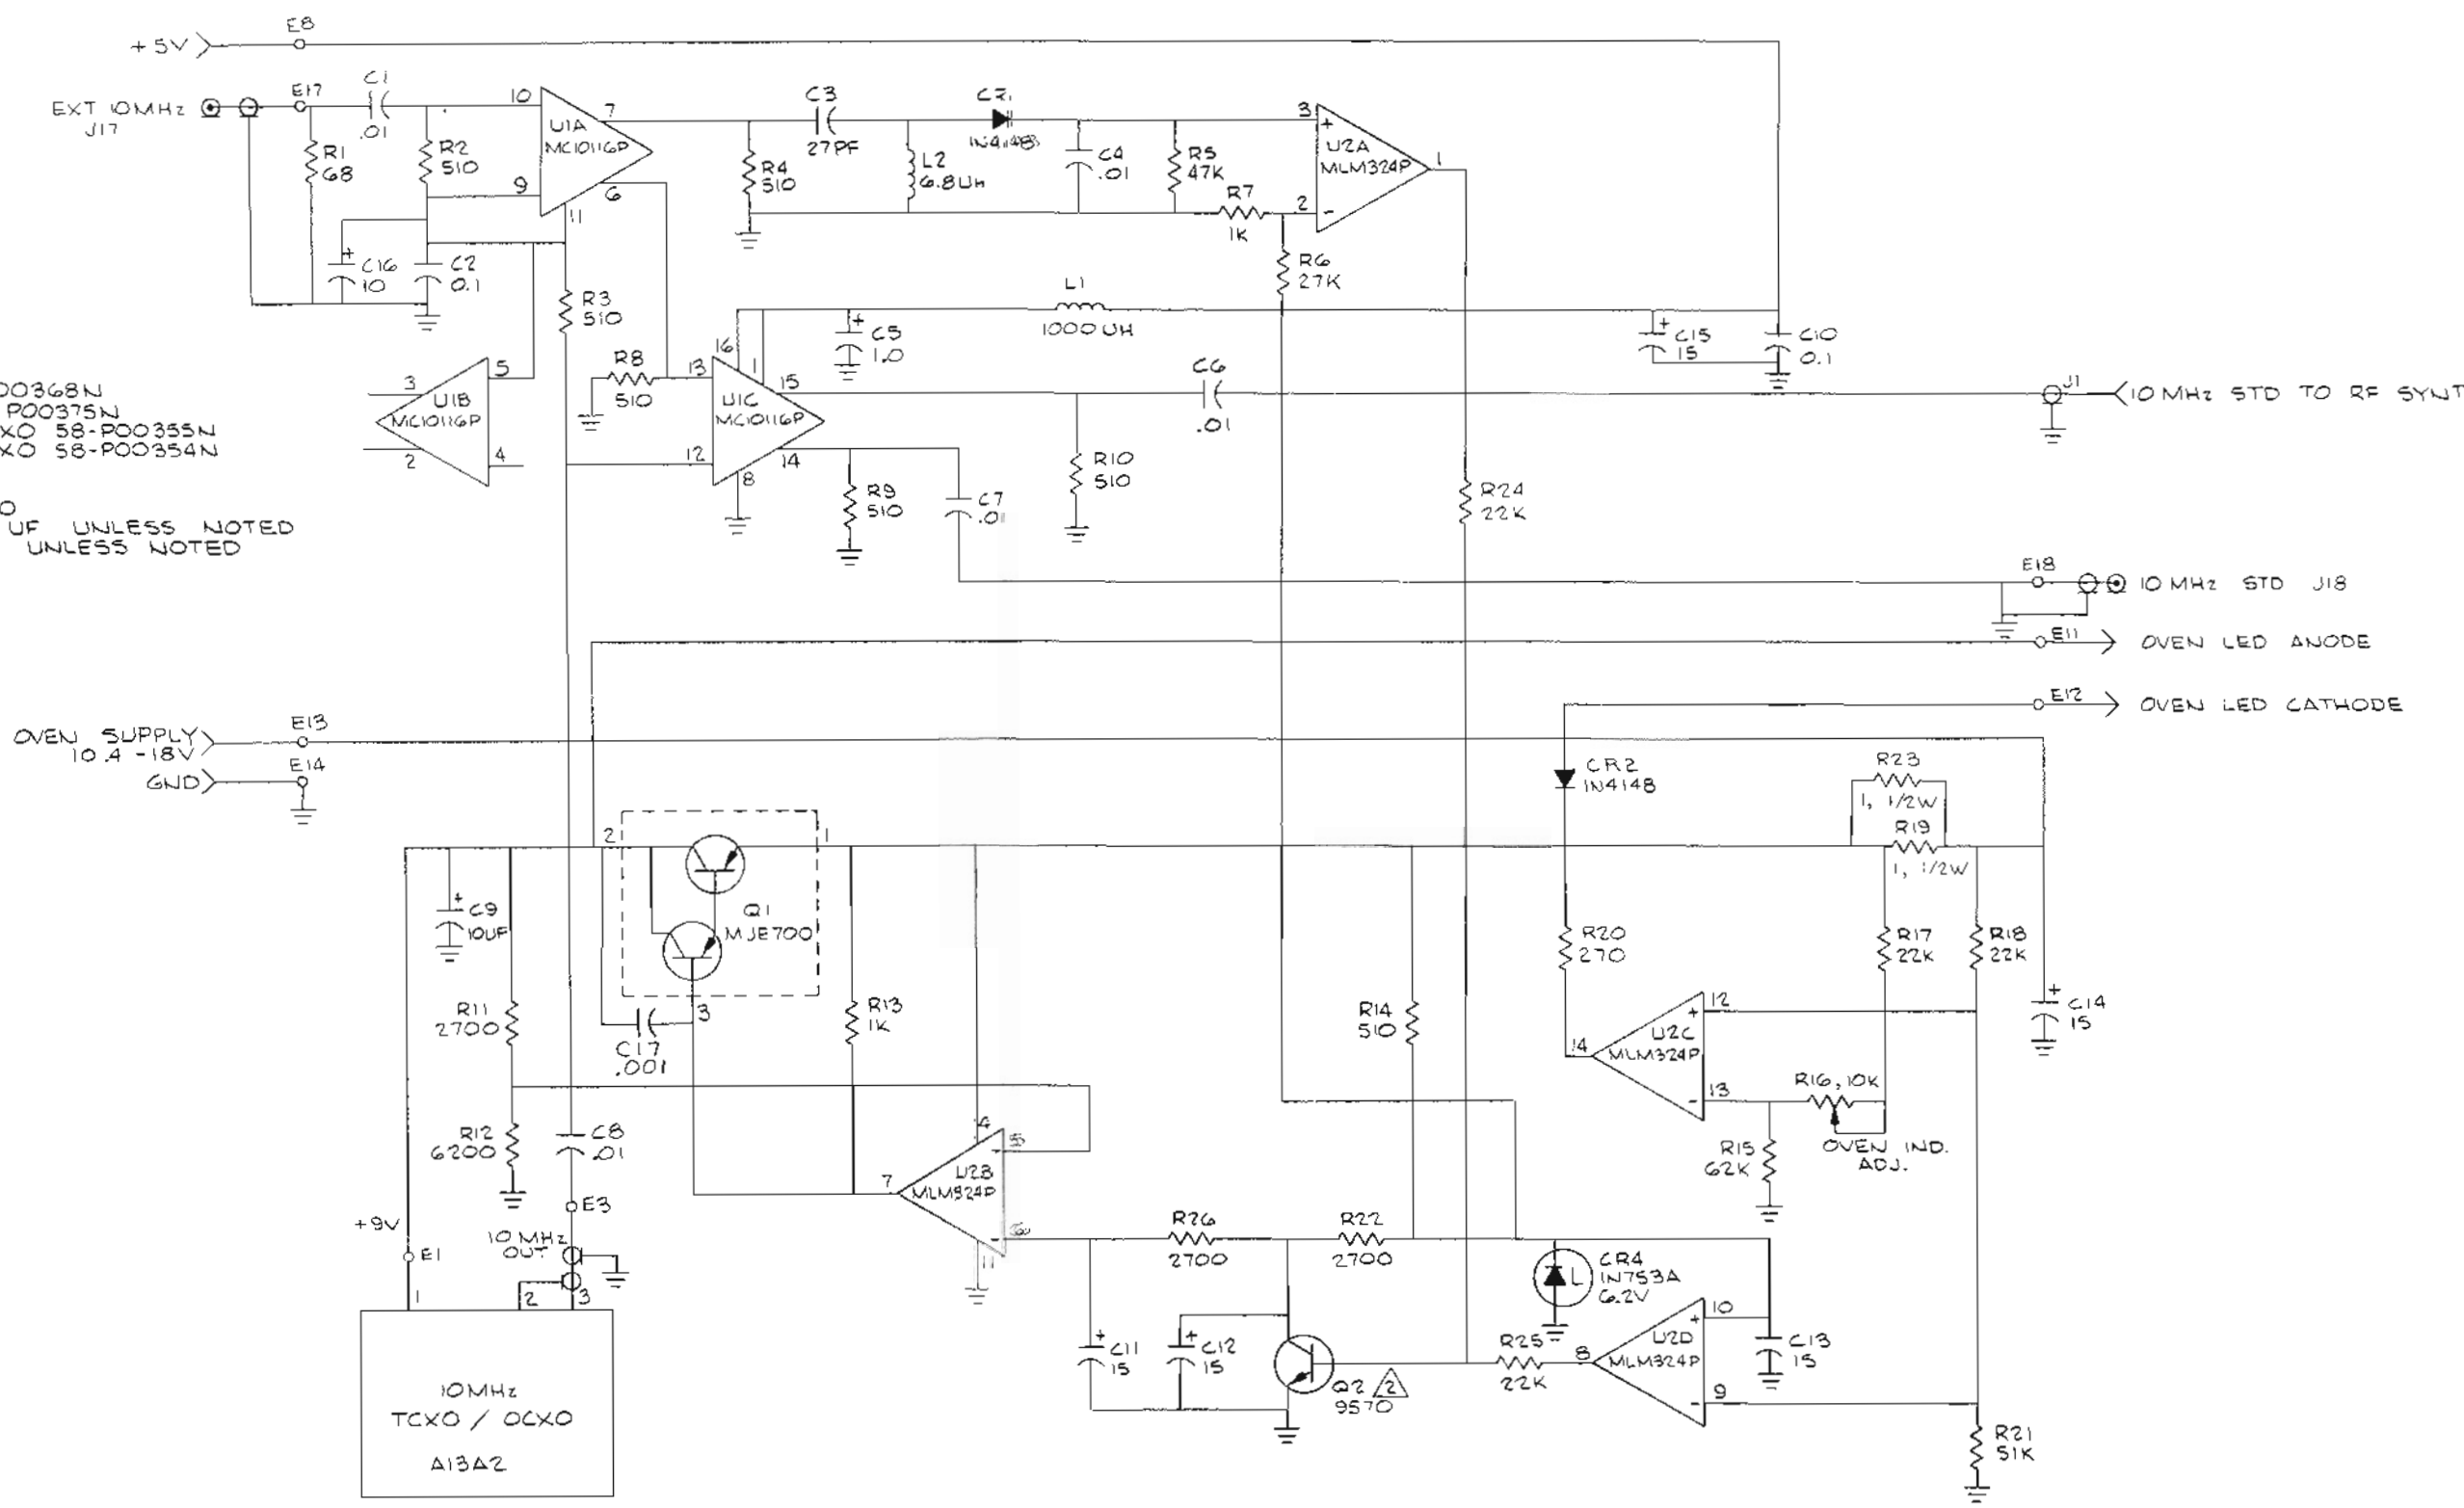 E8
+5V
EXT 10MHz
J17
E17
C1
.01
R1
68
R2
510
10
9
U1A
MC10116P
7
6
11
C16
10
+
C2
0.1
R3
510
R4
510
C3
27PF
L2
6.8UH
1N4148
C4
.01
R5
47K
R7
1K
3
+
U2A
MLM324P
2
-
1
R6
27K
L1
1000UH
+
C5
1.0
+
C15
15
C10
0.1
00368N
P00375N
XO 58-P00355N
XO 58-P00354N
UF UNLESS NOTED
UNLESS NOTED
3
2
U1B
MC10116P
5
4
R8
510
16
1
13
12
U1C
MC10116P
15
14
8
R9
510
C7
R10
510
C6
.01
J1
10 MHz STD TO RF SYNT
R24
22K
E18
10 MHz STD J18
E11
OVEN LED ANODE
E12
OVEN LED CATHODE
OVEN SUPPLY
10.4-18V
E13
GND
E14
CR2
1N4148
R23
1, 1/2W
R19
1, 1/2W
2
1
Q1
MJE700
3
+
C9
10UF
R11
2700
C17
.001
R13
1K
R14
510
R20
270
R17
22K
R18
22K
+
C14
15
12
+
U2C
MLM324P
14
13
-
R16, 10K
OVEN IND.
ADJ.
R15
62K
R12
6200
C8
.01
E3
+9V
E1
10 MHz
OUT
1
2
3
10MHz
TCXO / OCXO
A13A2
4
5
U2B
MLM324P
7
6
-
11
R26
2700
R22
2700
+
C11
15
+
C12
15
Q2
2
9570
R25
22K
CR4
1N753A
6.2V
10
+
U2D
MLM324P
8
9
-
C13
15
R21
51K